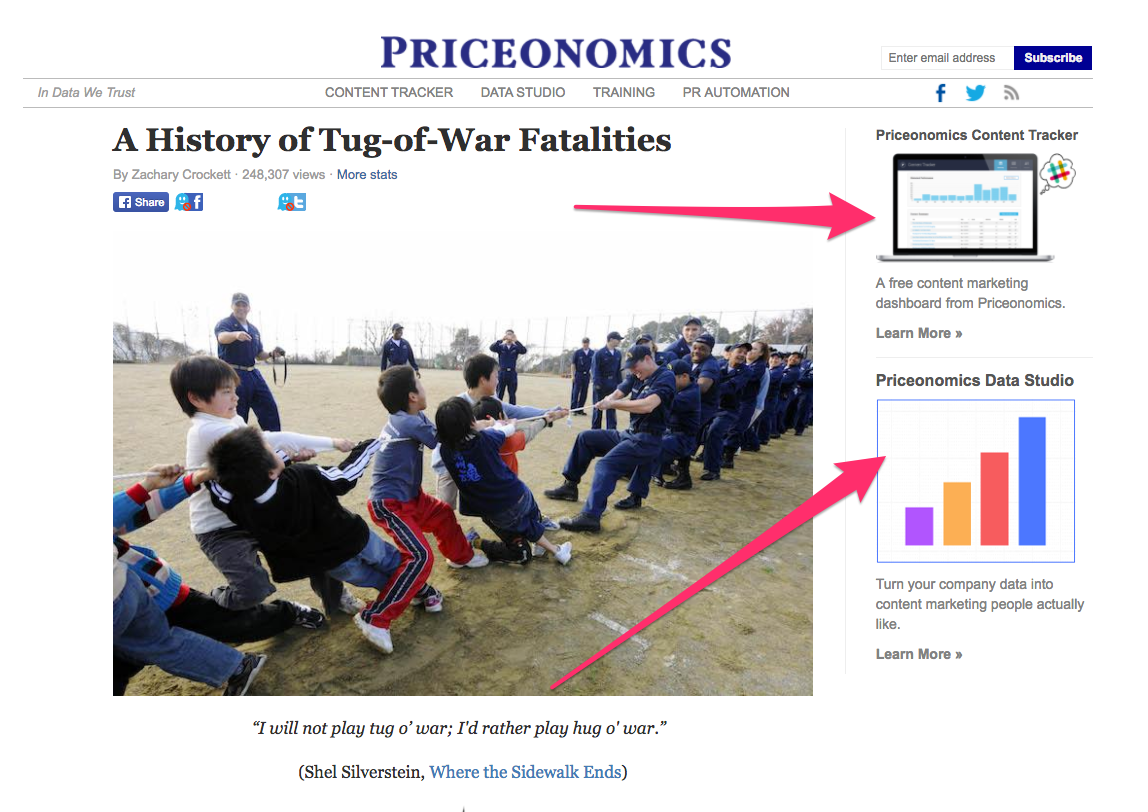 PRICEONOMICS
Enter email address
Subscribe
In Data We Trust
CONTENT TRACKER
DATA STUDIO
TRAINING
PR AUTOMATION
A History of Tug-of-War Fatalities
By Zachary Crockett · 248,307 views · More stats
Share
“I will not play tug o’ war; I'd rather play hug o' war.”
(Shel Silverstein, Where the Sidewalk Ends)
Priceonomics Content Tracker
A free content marketing
dashboard from Priceonomics.
Learn More »
Priceonomics Data Studio
Turn your company data into
content marketing people actually
like.
Learn More »